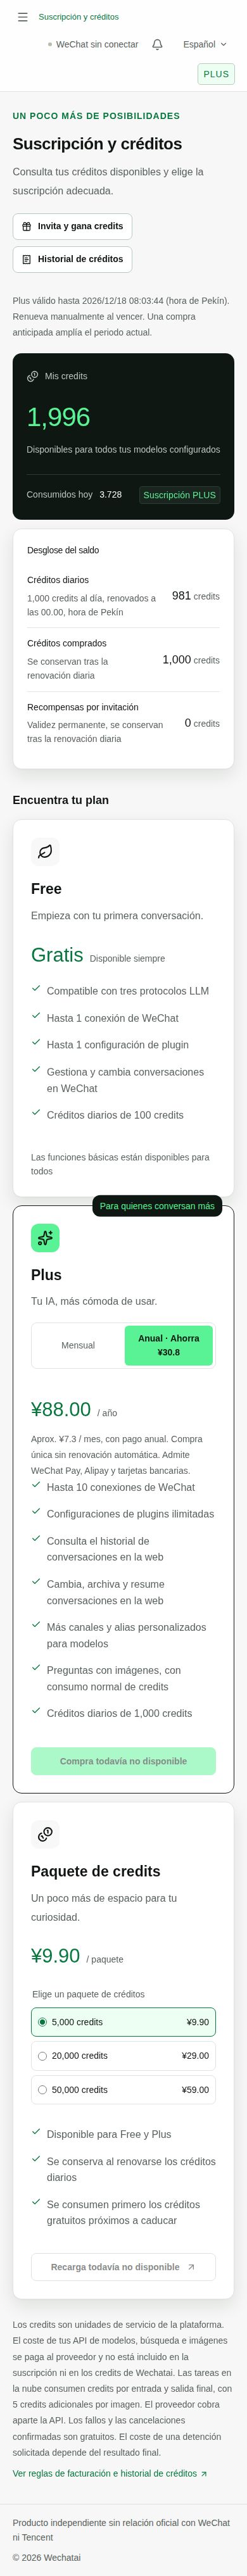 Suscripción y créditos
WeChat sin conectar
Español
PLUS
UN POCO MÁS DE POSIBILIDADES
Suscripción y créditos
Consulta tus créditos disponibles y elige la
suscripción adecuada.
Invita y gana credits
Historial de créditos
Plus válido hasta 2026/12/18 08:03:44 (hora de Pekín).
Renueva manualmente al vencer. Una compra
anticipada amplía el periodo actual.
Mis credits
1,996
Disponibles para todos tus modelos configurados
Consumidos hoy 3.728
Suscripción PLUS
Desglose del saldo
Créditos diarios
1,000 credits al día, renovados a
las 00.00, hora de Pekín
981 credits
Créditos comprados
Se conservan tras la
renovación diaria
1,000 credits
Recompensas por invitación
Validez permanente, se conservan
tras la renovación diaria
0 credits
Encuentra tu plan
Free
Empieza con tu primera conversación.
Gratis Disponible siempre
Compatible con tres protocolos LLM
Hasta 1 conexión de WeChat
Hasta 1 configuración de plugin
Gestiona y cambia conversaciones
en WeChat
Créditos diarios de 100 credits
Las funciones básicas están disponibles para
todos
Para quienes conversan más
Plus
Tu IA, más cómoda de usar.
Mensual
Anual · Ahorra
¥30.8
¥88.00 / año
Aprox. ¥7.3 / mes, con pago anual. Compra
única sin renovación automática. Admite
WeChat Pay, Alipay y tarjetas bancarias.
Hasta 10 conexiones de WeChat
Configuraciones de plugins ilimitadas
Consulta el historial de
conversaciones en la web
Cambia, archiva y resume
conversaciones en la web
Más canales y alias personalizados
para modelos
Preguntas con imágenes, con
consumo normal de credits
Créditos diarios de 1,000 credits
Compra todavía no disponible
Paquete de credits
Un poco más de espacio para tu
curiosidad.
¥9.90 / paquete
Elige un paquete de créditos
5,000 credits ¥9.90
20,000 credits ¥29.00
50,000 credits ¥59.00
Disponible para Free y Plus
Se conserva al renovarse los créditos
diarios
Se consumen primero los créditos
gratuitos próximos a caducar
Recarga todavía no disponible
Los credits son unidades de servicio de la plataforma.
El coste de tus API de modelos, búsqueda e imágenes
se paga al proveedor y no está incluido en la
suscripción ni en los credits de Wechatai. Las tareas en
la nube consumen credits por entrada y salida final, con
5 credits adicionales por imagen. El proveedor cobra
aparte la API. Los fallos y las cancelaciones
confirmadas son gratuitos. El coste de una detención
solicitada depende del resultado final.
Ver reglas de facturación e historial de créditos
Producto independiente sin relación oficial con WeChat
ni Tencent
© 2026 Wechatai